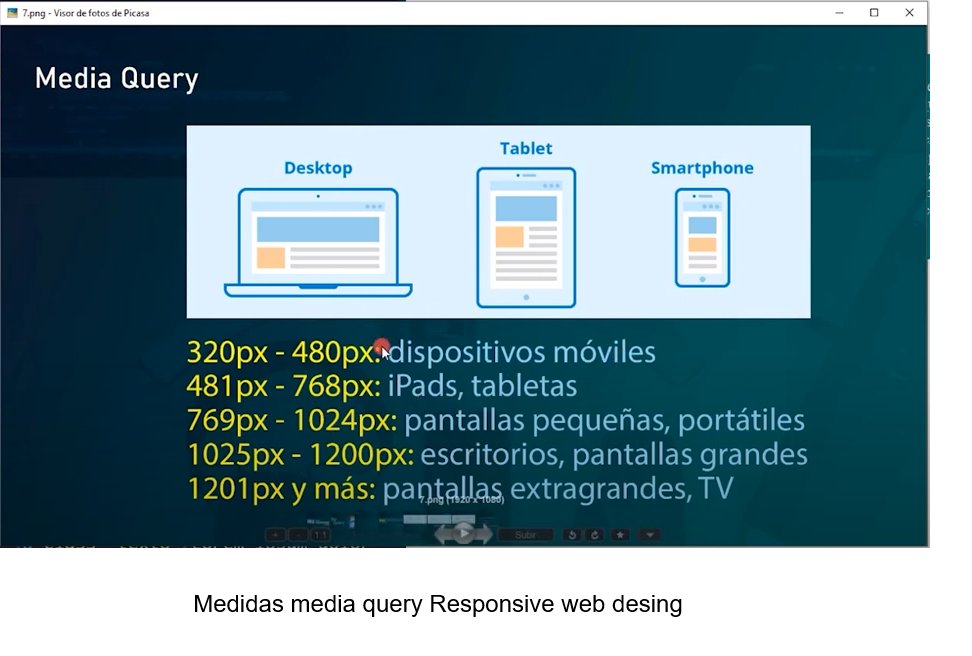 7.png - Visor de fotos de Picasa
Media Query
Desktop
Tablet
Smartphone
320px - 480px: dispositivos móviles
481px - 768px: iPads, tabletas
769px - 1024px: pantallas pequeñas, portátiles
1025px - 1200px: escritorios, pantallas grandes
1201px y más: pantallas extragrandes, TV
7.png (1920 x 1080)
1:1
Subir
Medidas media query Responsive web desing